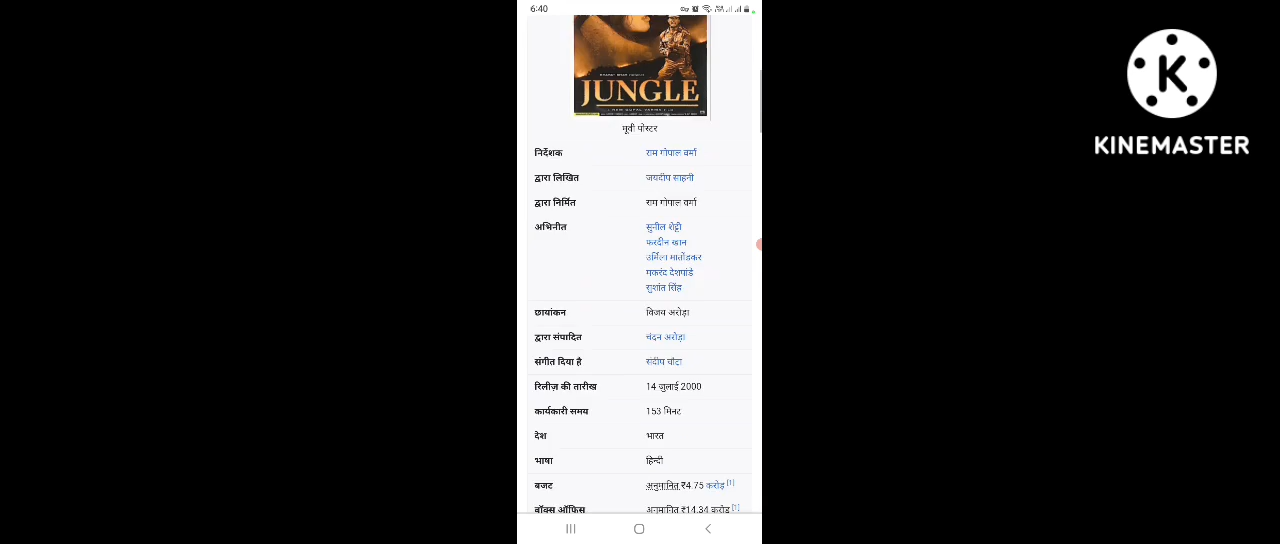 6:40
JUNGLE
मूवी पोस्टर
निर्देशक राम गोपाल वर्मा
द्वारा लिखित जयदीप साहनी
द्वारा निर्मित राम गोपाल वर्मा
अभिनीत सुनील शेट्टी
फरदीन खान
उर्मिला मातोंडकर
मकरंद देशपांडे
सुशांत सिंह
छायांकन विजय अरोड़ा
द्वारा संपादित चंदन अरोड़ा
संगीत दिया है संदीप चौटा
रिलीज़ की तारीख 14 जुलाई 2000
कार्यकारी समय 153 मिनट
देश भारत
भाषा हिन्दी
बजट अनुमानित ₹4.75 करोड़ [1]
बॉक्स ऑफिस अनुमानित ₹14.34 करोड़ [1]
K
KINEMASTER